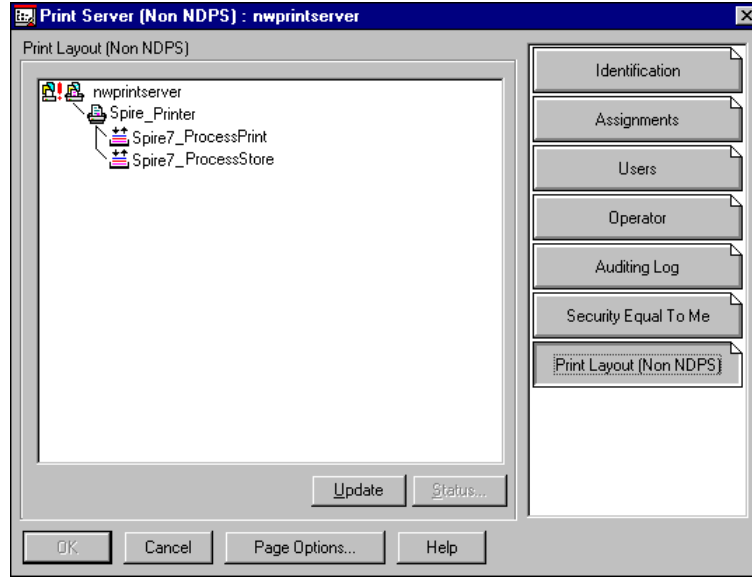 Print Server (Non NDPS) : nwprintserver
Print Layout (Non NDPS)
nwprintserver
Spire_Printer
Spire7_ProcessPrint
Spire7_ProcessStore
Update
Status...
Identification
Assignments
Users
Operator
Auditing Log
Security Equal To Me
Print Layout (Non NDPS)
OK
Cancel
Page Options...
Help